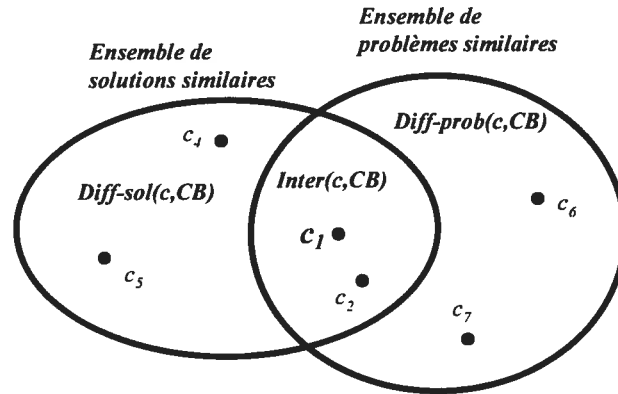 Ensemble de
solutions similaires
Ensemble de
problèmes similaires
c4
Diff-sol(c,CB)
c5
Inter(c,CB)
c1
c2
Diff-prob(c,CB)
c6
c7